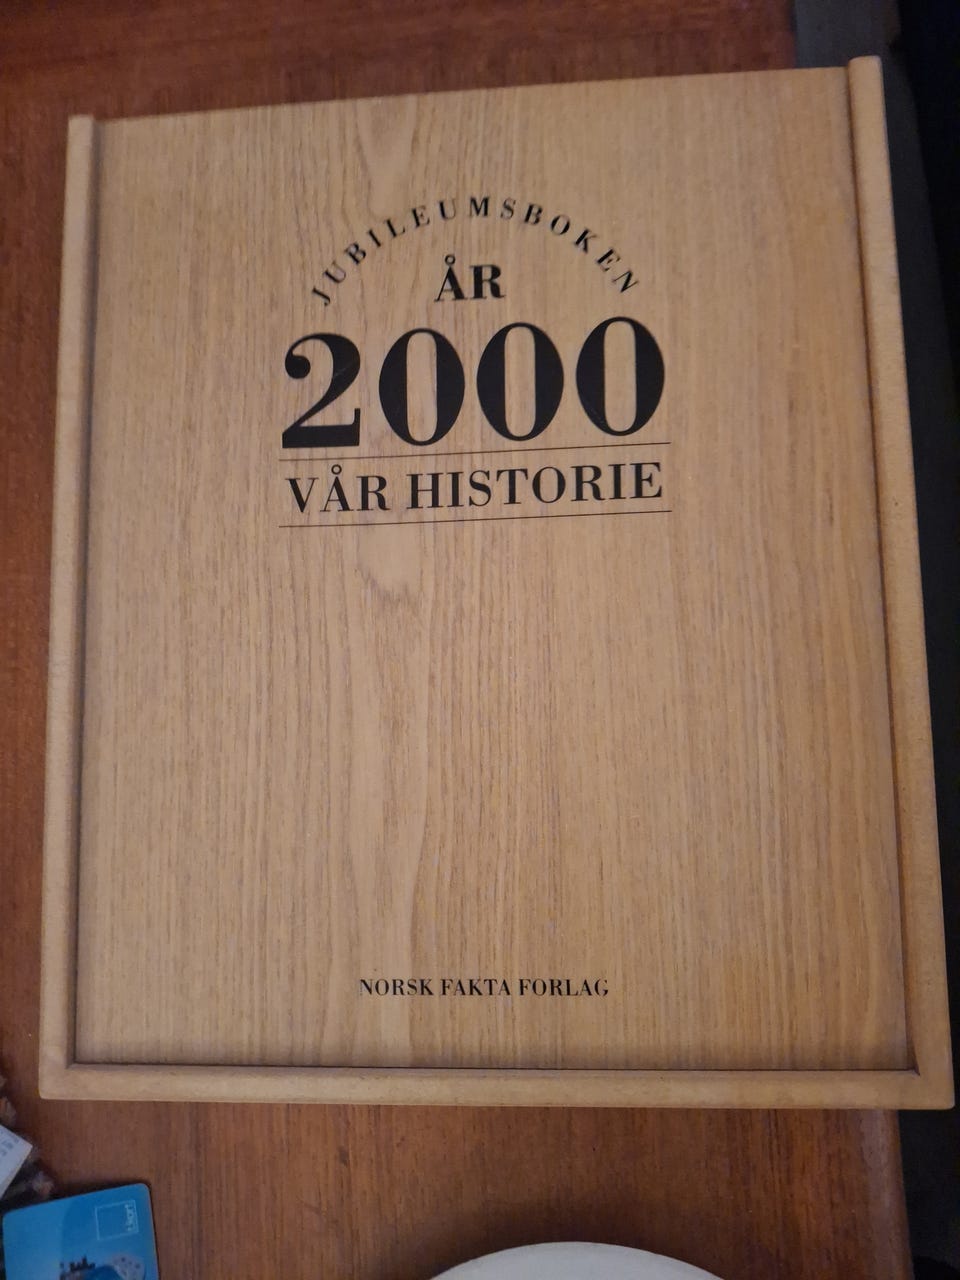 JUBILEUMSBOKEN
ÅR
2000
VÅR HISTORIE
NORSK FAKTA FORLAG